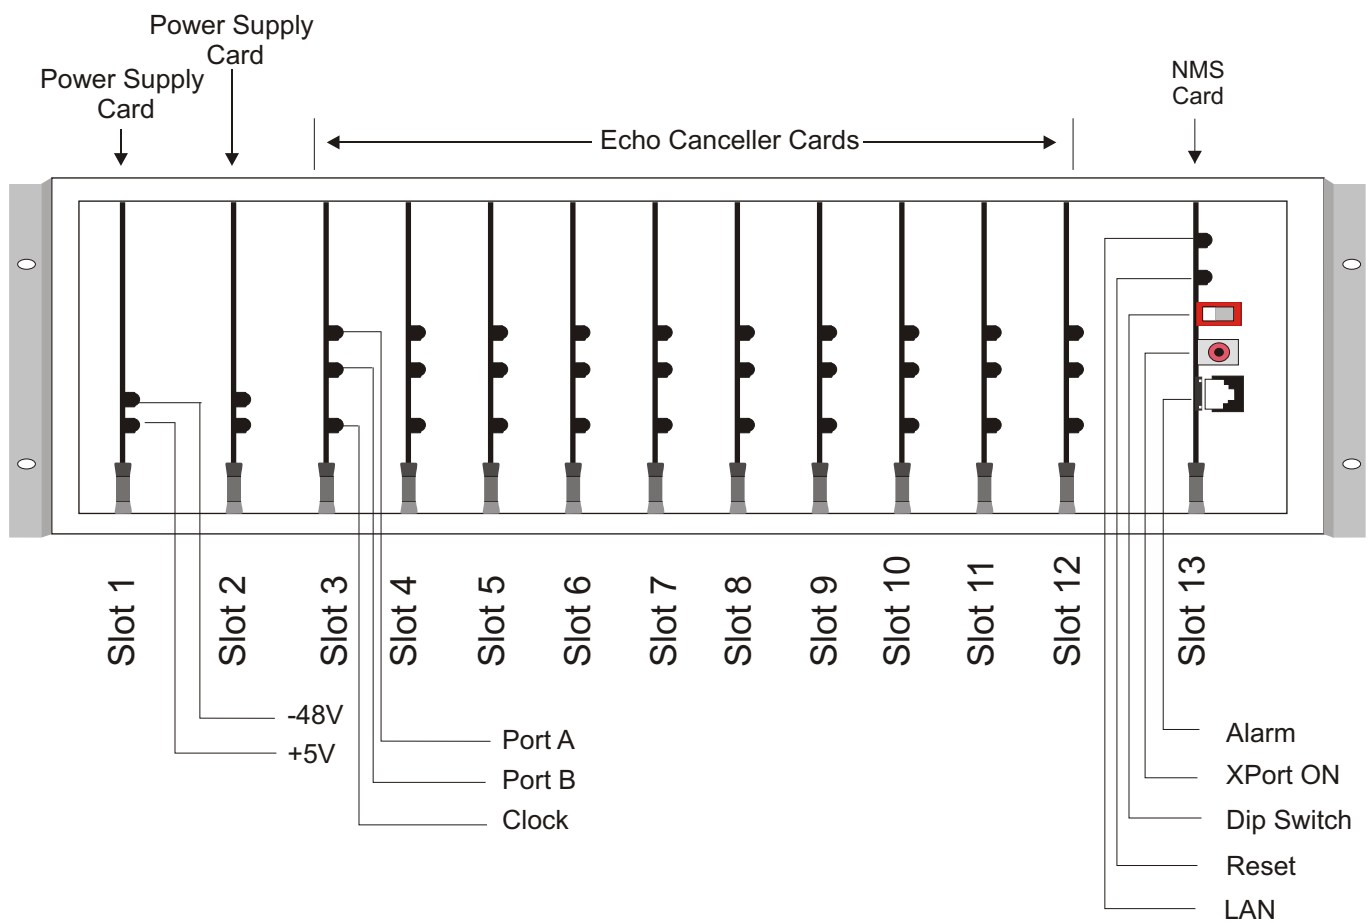 Power Supply
Card
Power Supply
Card
NMS
Card
Echo Canceller Cards
Slot 1
Slot 2
Slot 3
Slot 4
Slot 5
Slot 6
Slot 7
Slot 8
Slot 9
Slot 10
Slot 11
Slot 12
Slot 13
-48V
+5V
Port A
Port B
Clock
Alarm
XPort ON
Dip Switch
Reset
LAN